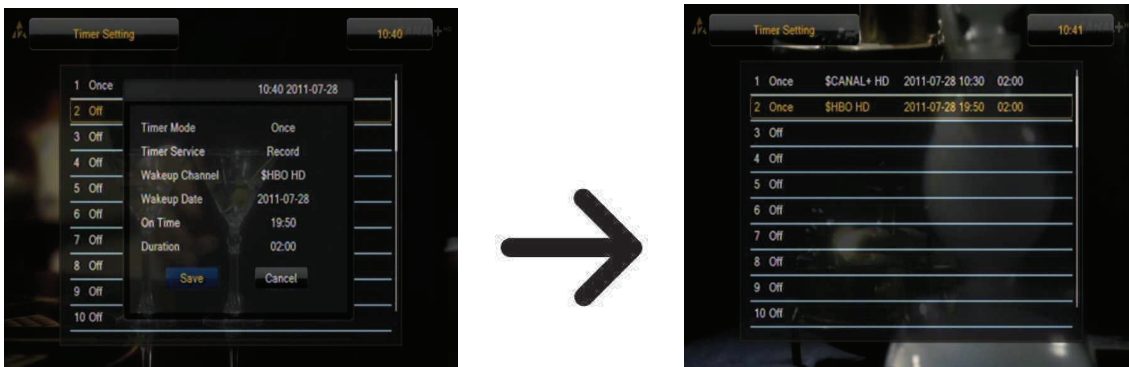 Timer Setting
10:40
1 Once
2 Off
3 Off
4 Off
5 Off
6 Off
7 Off
8 Off
9 Off
10 Off
10:40 2011-07-28
Timer Mode Once
Timer Service Record
Wakeup Channel $HBO HD
Wakeup Date 2011-07-28
On Time 19:50
Duration 02:00
Save Cancel
Timer Setting
10:41
1 Once $CANAL+ HD 2011-07-28 10:30 02:00
2 Once $HBO HD 2011-07-28 19:50 02:00
3 Off
4 Off
5 Off
6 Off
7 Off
8 Off
9 Off
10 Off